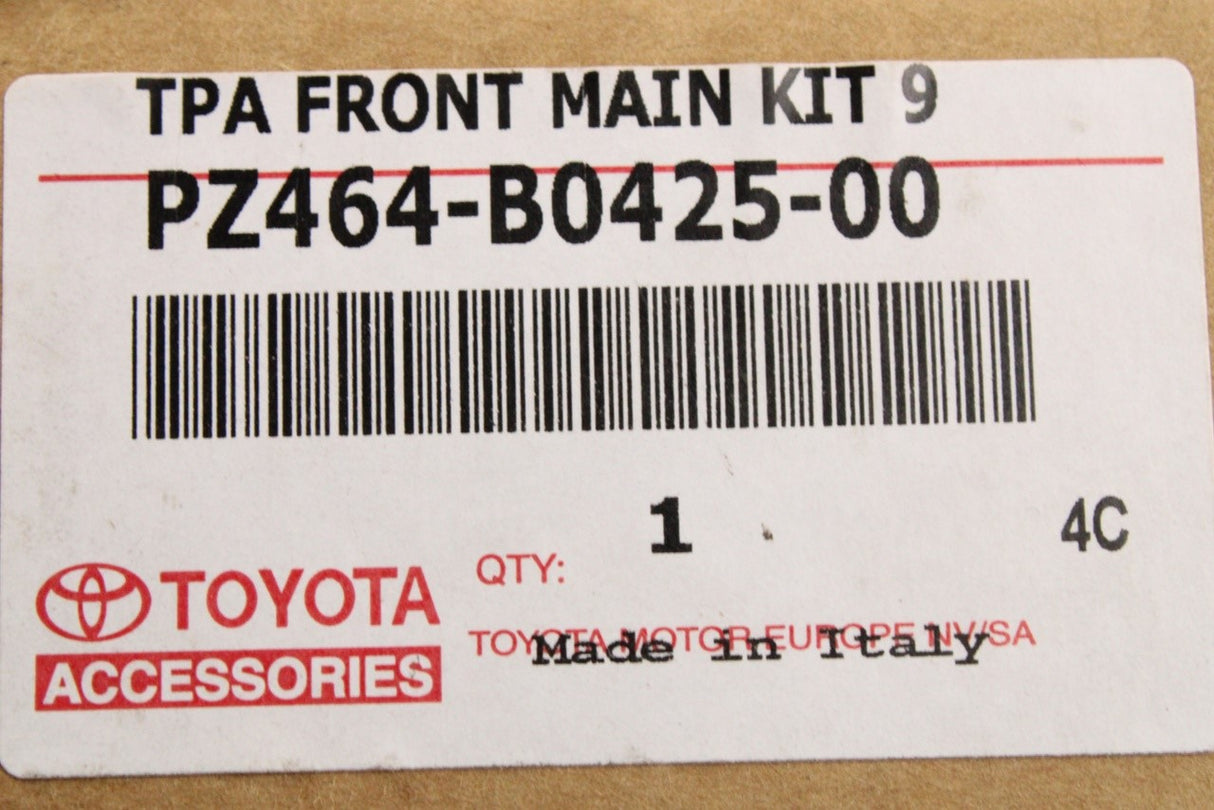 TPA FRONT MAIN KIT 9
PZ464-B0425-00
1
4C
QTY:
TOYOTA
TOYOTA MOTOR EUROPE NV/SA
Made in Italy
ACCESSORIES